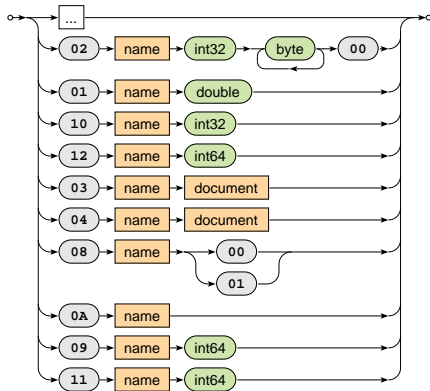 ...
02 name int32 byte 00
01 name double
10 name int32
12 name int64
03 name document
04 name document
08 name 00
01
0A name
09 name int64
11 name int64